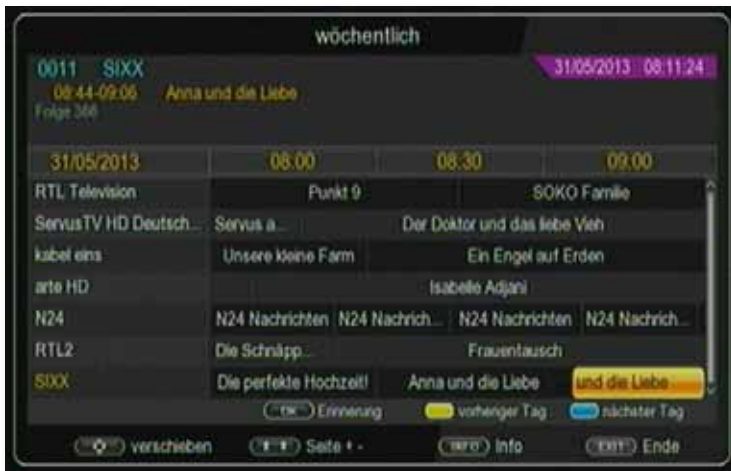 wöchentlich
0011 SIXX
31/05/2013 08:11:24
08:44-09:06 Anna und die Liebe
Folge 366
31/05/2013 08:00 08:30 09:00
RTL Television Punkt 9 SOKO Familie
ServusTV HD Deutsch... Servus a... Der Doktor und das liebe Vieh
kabel eins Unsere kleine Farm Ein Engel auf Erden
arte HD Isabelle Adjani
N24 N24 Nachrichten N24 Nachrich... N24 Nachrichten N24 Nachrich...
RTL2 Die Schnäpp... Frauentausch
SIXX Die perfekte Hochzeit! Anna und die Liebe und die Liebe
OK Erinnerung vorheriger Tag nächster Tag
verschieben Seite + - INFO Info EXIT Ende